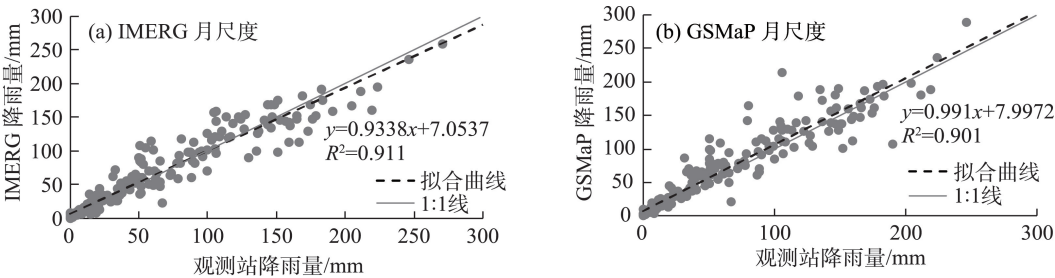 (a) IMERG 月尺度
IMERG 降雨量/mm
300
250
200
150
100
50
0
y=0.9338x+7.0537
R²=0.911
拟合曲线
1:1线
0 50 100 150 200 250 300
观测站降雨量/mm
(b) GSMaP 月尺度
GSMaP 降雨量/mm
300
250
200
150
100
50
0
y=0.991x+7.9972
R²=0.901
拟合曲线
1:1线
0 100 200 300
观测站降雨量/mm